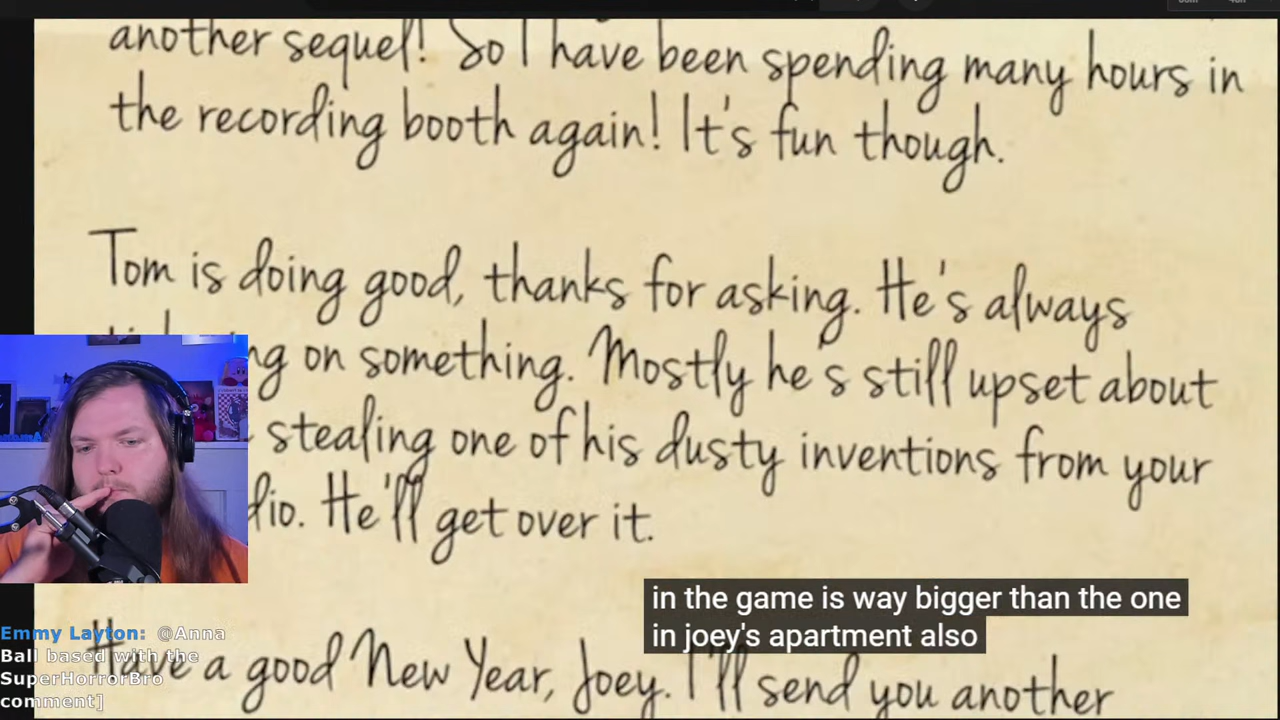 another sequel! So I have been spending many hours in
the recording booth again! It's fun though.
Tom is doing good, thanks for asking. He's always
on something. Mostly he's still upset about
stealing one of his dusty inventions from your
He'll get over it.
in the game is way bigger than the one
in joey's apartment also
Have a good New Year, Joey. I'll send you another
Emmy Layton: @Anna
Ball based with the
SuperHorrorBro
comment]